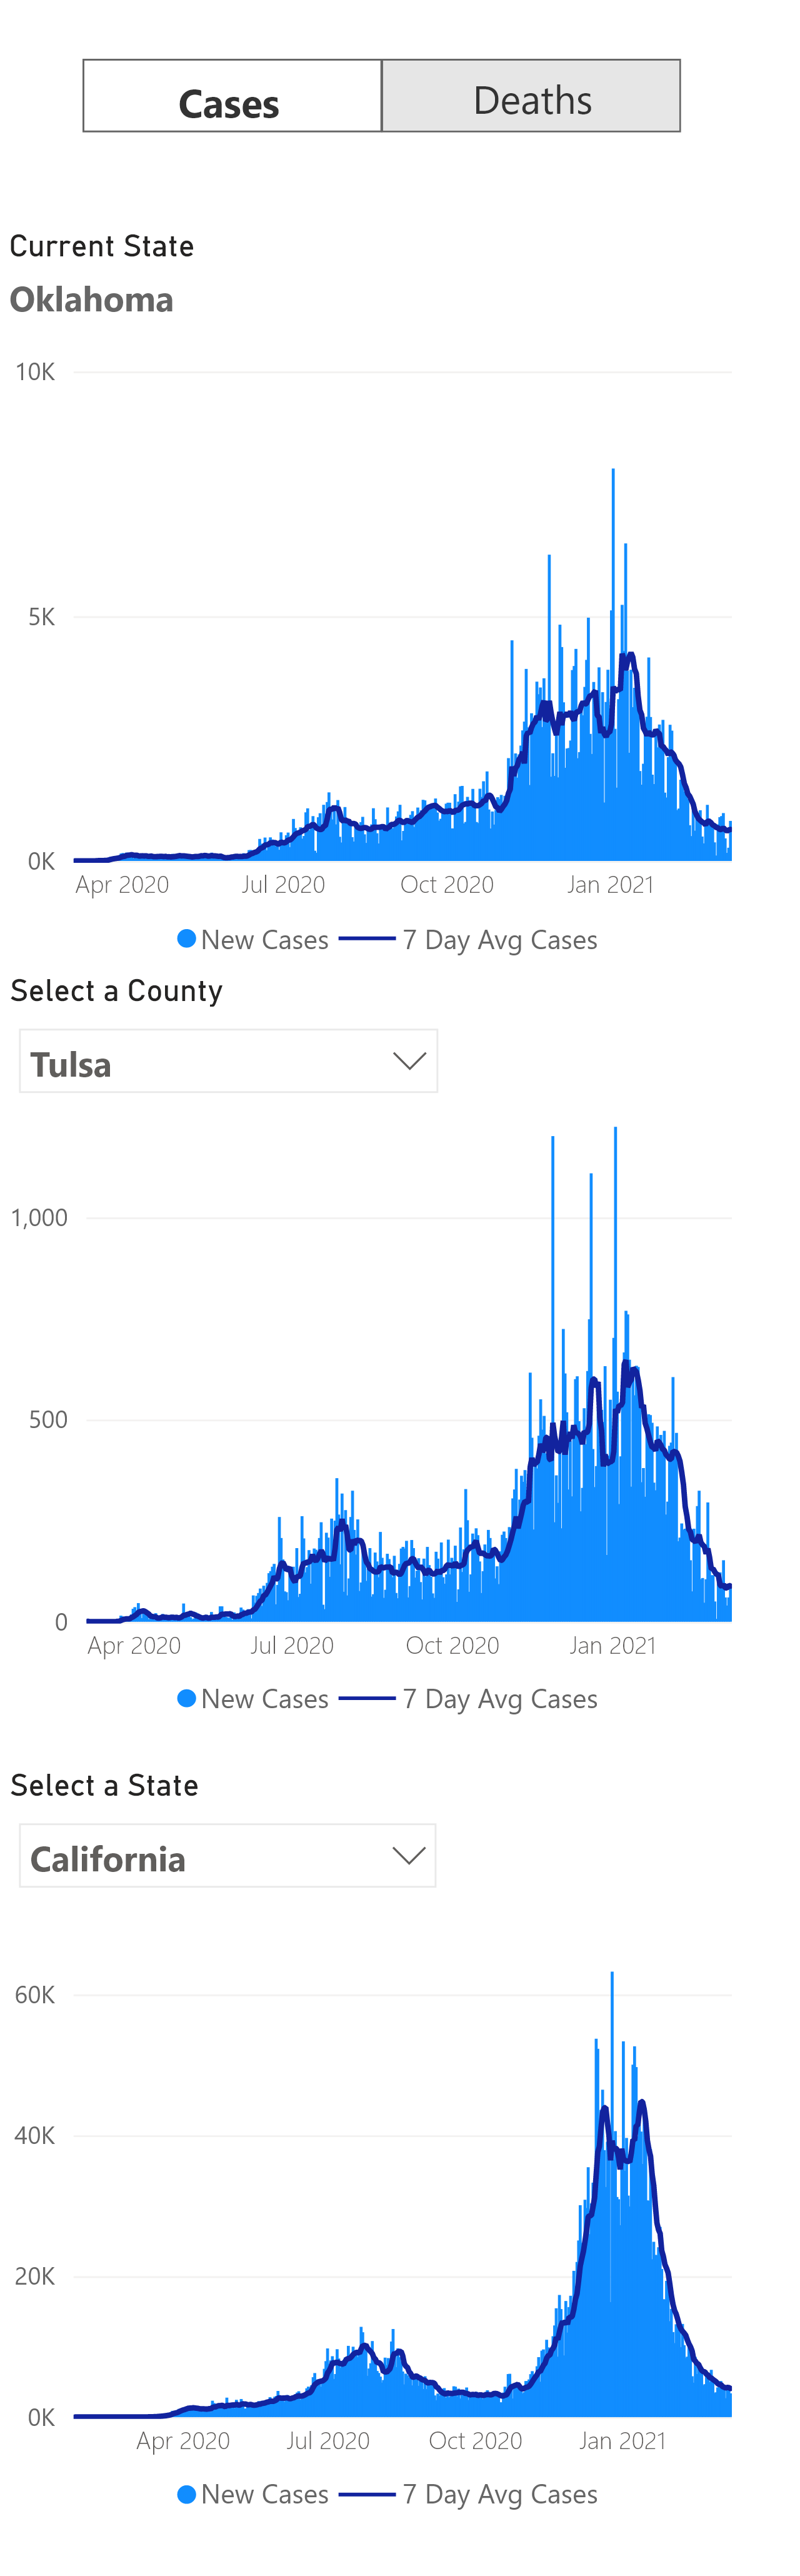 Cases Deaths
Current State
Oklahoma
10K
5K
0K
Apr 2020 Jul 2020 Oct 2020 Jan 2021
New Cases 7 Day Avg Cases
Select a County
Tulsa
1,000
500
0
Apr 2020 Jul 2020 Oct 2020 Jan 2021
New Cases 7 Day Avg Cases
Select a State
California
60K
40K
20K
0K
Apr 2020 Jul 2020 Oct 2020 Jan 2021
New Cases 7 Day Avg Cases